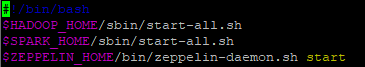 #!/bin/bash
$HADOOP_HOME/sbin/start-all.sh
$SPARK_HOME/sbin/start-all.sh
$ZEPPELIN_HOME/bin/zeppelin-daemon.sh start